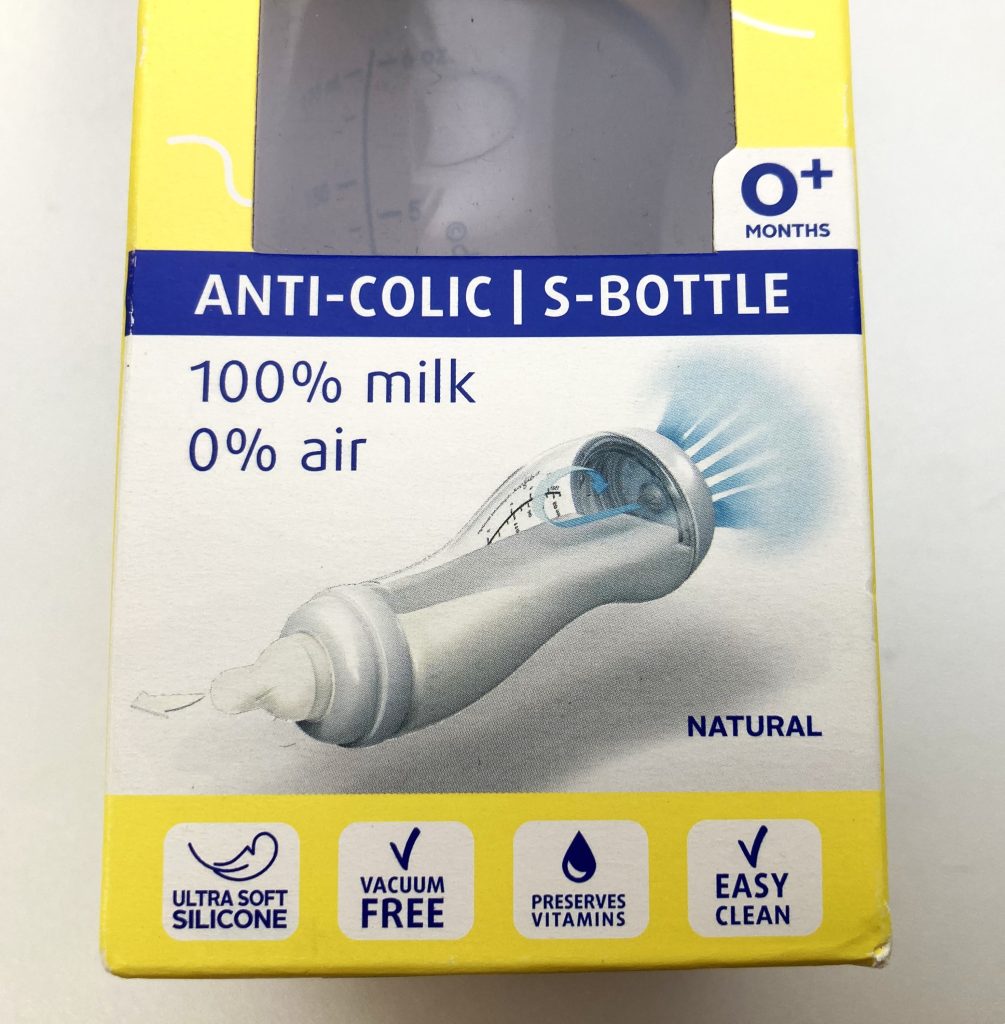 0+
MONTHS
ANTI-COLIC | S-BOTTLE
100% milk
0% air
NATURAL
ULTRA SOFT
SILICONE
VACUUM
FREE
PRESERVES
VITAMINS
EASY
CLEAN